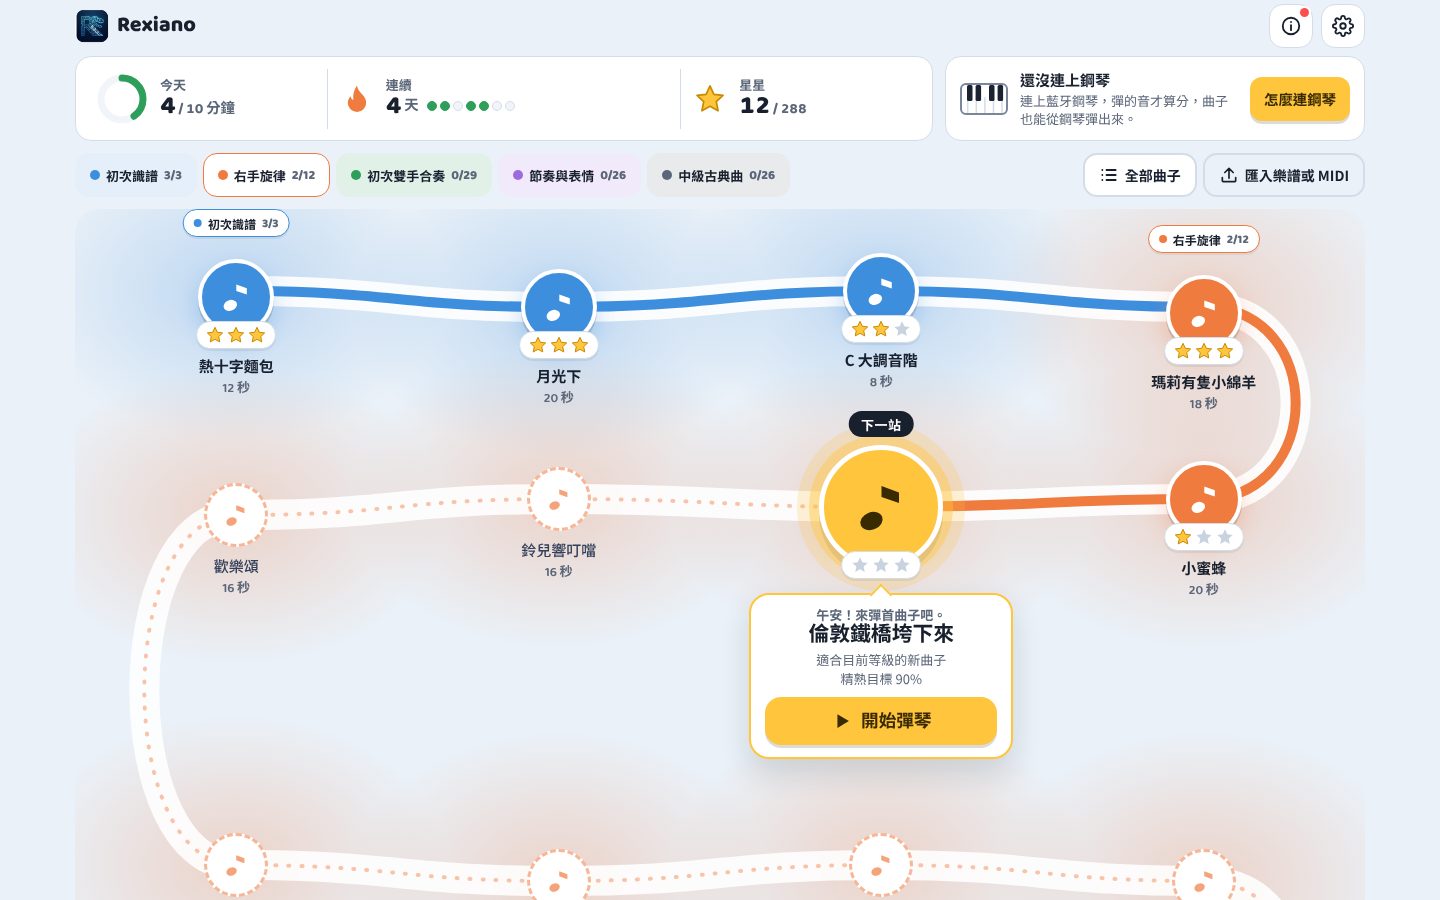 Rexiano
今天
4 / 10 分鐘
連續
4 天
星星
12 / 288
還沒連上鋼琴
連上藍牙鋼琴，彈的音才算分，曲子
也能從鋼琴彈出來。
怎麼連鋼琴
初次識譜 3/3
右手旋律 2/12
初次雙手合奏 0/29
節奏與表情 0/26
中級古典曲 0/26
全部曲子
匯入樂譜或 MIDI
初次識譜 3/3
右手旋律 2/12
熱十字麵包
12 秒
月光下
20 秒
C 大調音階
8 秒
瑪莉有隻小綿羊
18 秒
下一站
歡樂頌
16 秒
鈴兒響叮噹
16 秒
小蜜蜂
20 秒
午安！來彈首曲子吧。
倫敦鐵橋垮下來
適合目前等級的新曲子
精熟目標 90%
開始彈琴